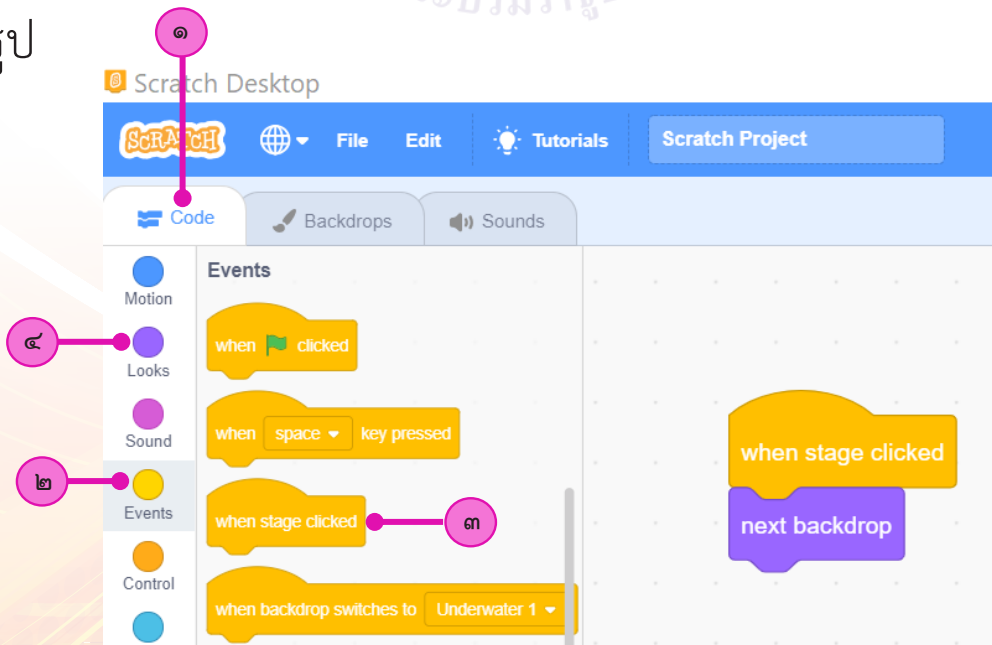 ๑
Scratch Desktop
SCRATCH File Edit Tutorials Scratch Project
Code Backdrops Sounds
Motion
Looks
Sound
Events
Control
Events
when clicked
when space key pressed
when stage clicked
when backdrop switches to Underwater 1
๔
๒
๓
when stage clicked
next backdrop